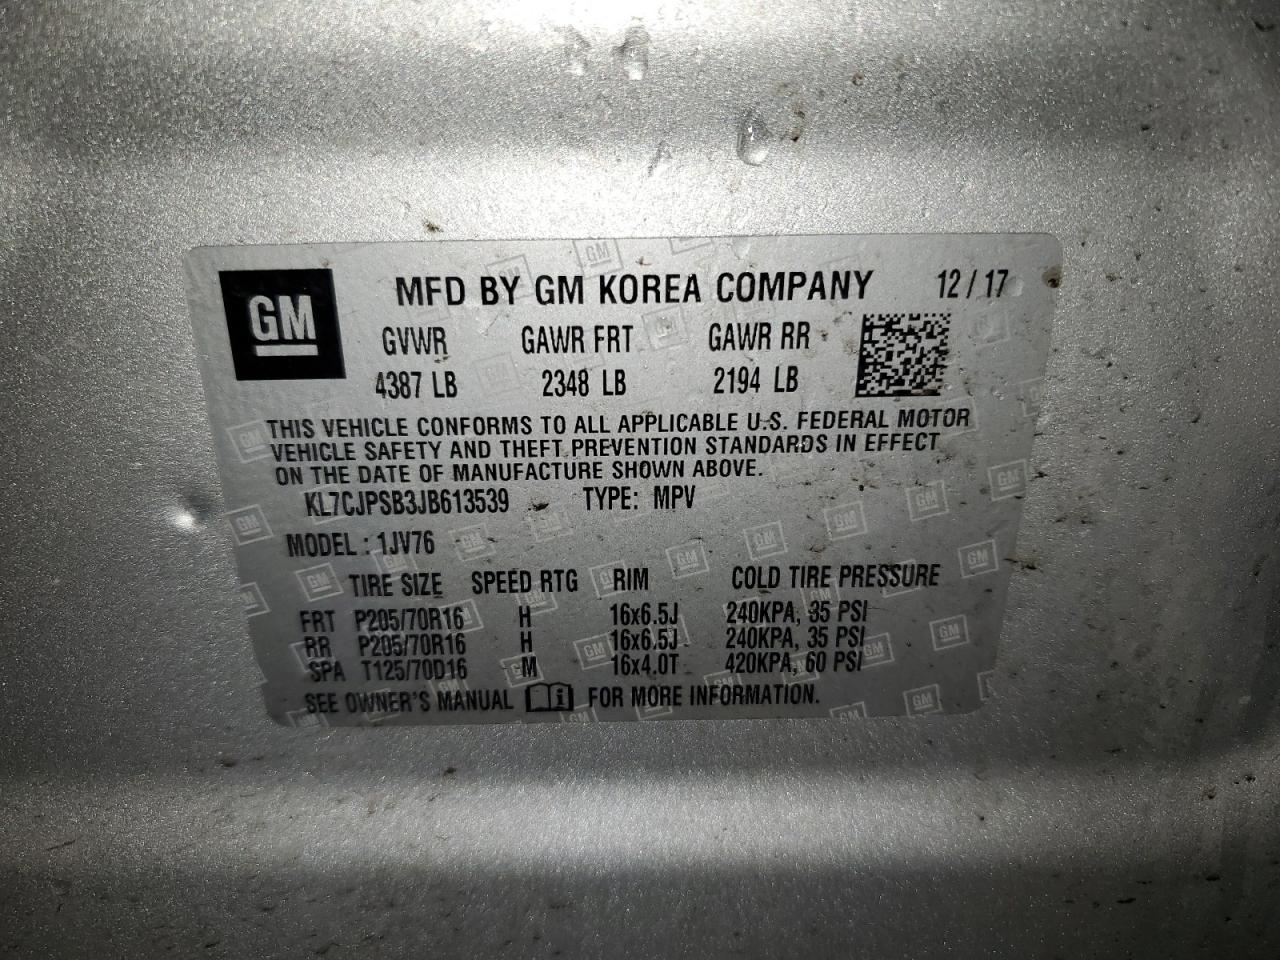 GM
MFD BY GM KOREA COMPANY 12/17
GVWR GAWR FRT GAWR RR
4387 LB 2348 LB 2194 LB
THIS VEHICLE CONFORMS TO ALL APPLICABLE U.S. FEDERAL MOTOR
VEHICLE SAFETY AND THEFT PREVENTION STANDARDS IN EFFECT
ON THE DATE OF MANUFACTURE SHOWN ABOVE.
KL7CJPSB3JB613539 TYPE: MPV
MODEL : 1JV76
TIRE SIZE SPEED RTG RIM COLD TIRE PRESSURE
FRT P205/70R16 H 16x6.5J 240KPA, 35 PSI
RR P205/70R16 H 16x6.5J 240KPA, 35 PSI
SPA T125/70D16 M 16x4.0T 420KPA, 60 PSI
SEE OWNER'S MANUAL i FOR MORE INFORMATION.